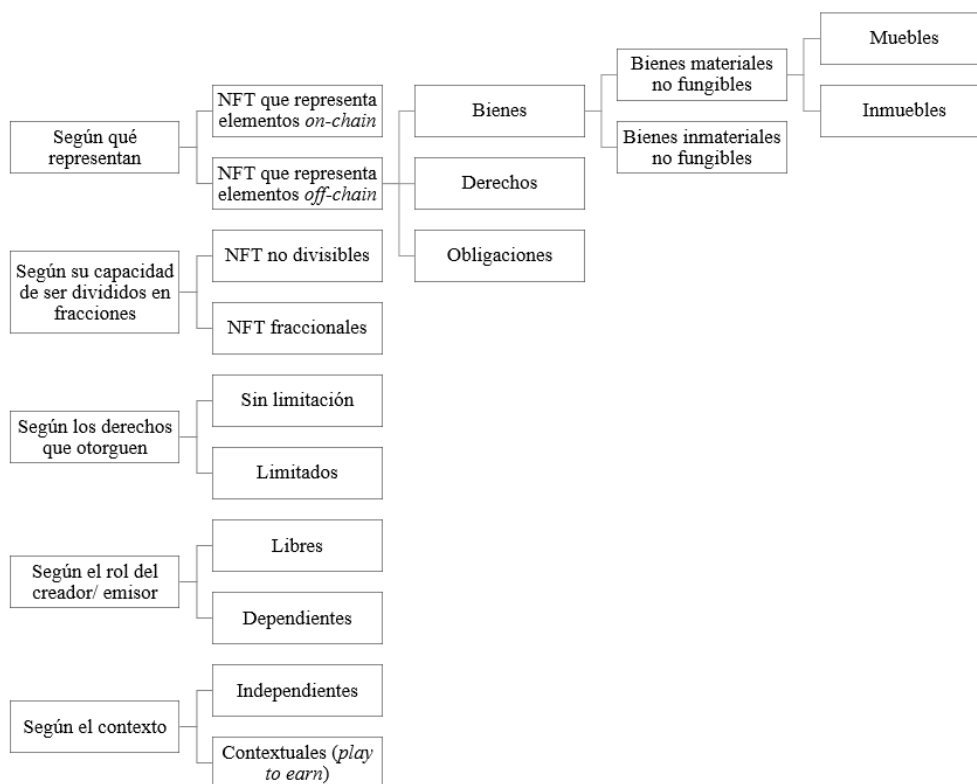 Según qué
representan
NFT que representa
elementos on-chain
NFT que representa
elementos off-chain
Bienes
Derechos
Obligaciones
Bienes materiales
no fungibles
Bienes inmateriales
no fungibles
Muebles
Inmuebles
Según su capacidad
de ser divididos en
fracciones
NFT no divisibles
NFT fraccionales
Según los derechos
que otorguen
Sin limitación
Limitados
Según el rol del
creador/ emisor
Libres
Dependientes
Según el contexto
Independientes
Contextuales (play
to earn)